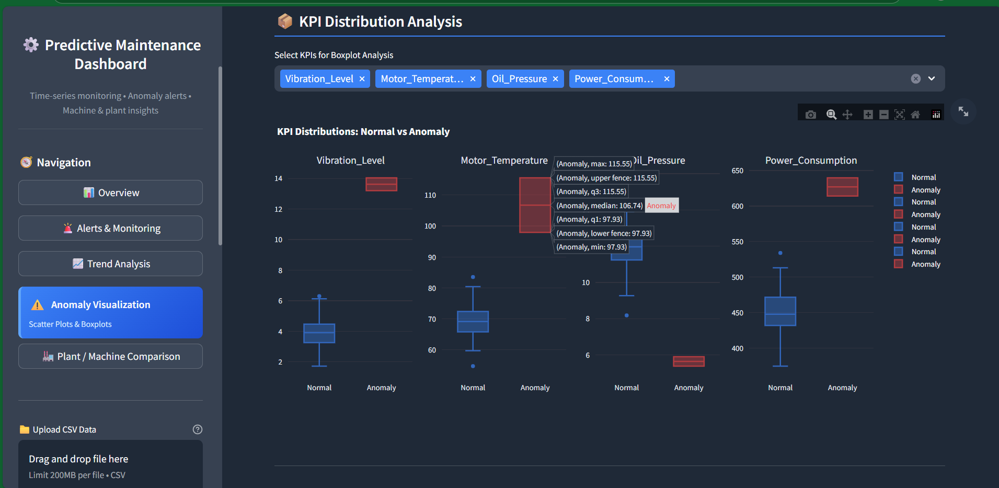 Predictive Maintenance
Dashboard
Time-series monitoring • Anomaly alerts •
Machine & plant insights
Navigation
Overview
Alerts & Monitoring
Trend Analysis
Anomaly Visualization
Scatter Plots & Boxplots
Plant / Machine Comparison
Upload CSV Data
Drag and drop file here
Limit 200MB per file • CSV
KPI Distribution Analysis
Select KPIs for Boxplot Analysis
Vibration_Level × Motor_Temperat... × Oil_Pressure × Power_Consum... ×
KPI Distributions: Normal vs Anomaly
Vibration_Level
14
12
10
8
6
4
2
Normal Anomaly
Motor_Temperature
110
100
90
80
70
60
Normal Anomaly
(Anomaly, max: 115.55)
(Anomaly, upper fence: 115.55)
(Anomaly, q3: 115.55)
(Anomaly, median: 106.74) Anomaly
(Anomaly, q1: 97.93)
(Anomaly, lower fence: 97.93)
(Anomaly, min: 97.93)
Oil_Pressure
10
8
6
Normal Anomaly
Power_Consumption
650
600
550
500
450
400
Normal Anomaly
Normal
Anomaly
Normal
Anomaly
Normal
Anomaly
Normal
Anomaly